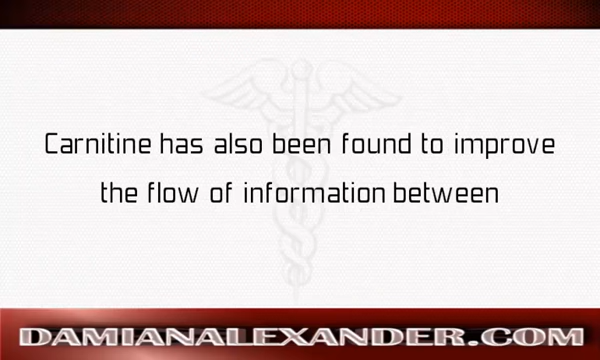 Carnitine has also been found to improve
the flow of information between
DAMIANALEXANDER.COM